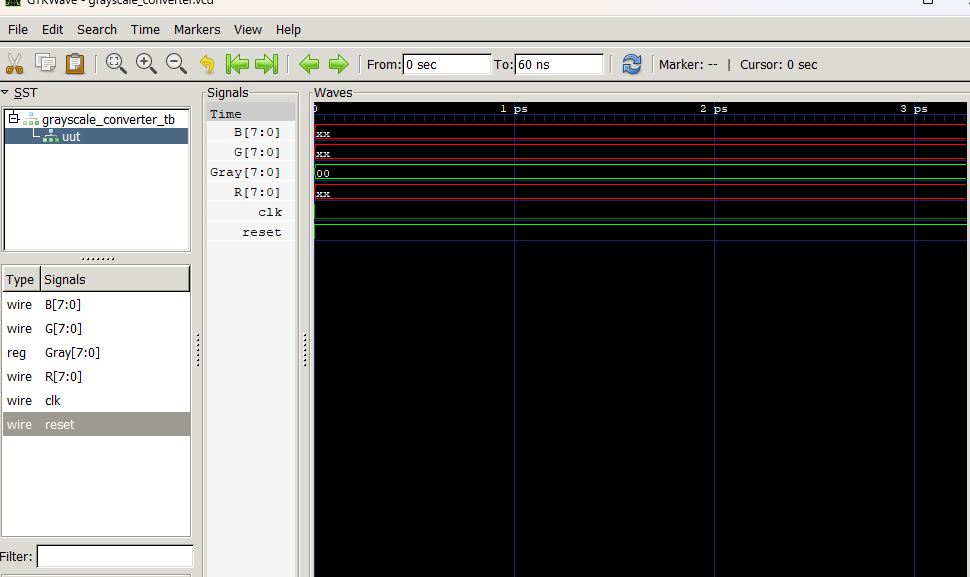 GTKWave - grayscale_converter.vcd
File Edit Search Time Markers View Help
From: 0 sec To: 60 ns Marker: -- | Cursor: 0 sec
SST
grayscale_converter_tb
uut
Type Signals
wire B[7:0]
wire G[7:0]
reg Gray[7:0]
wire R[7:0]
wire clk
wire reset
Filter:
Signals
Time
B[7:0]
G[7:0]
Gray[7:0]
R[7:0]
clk
reset
Waves
0 1 ps 2 ps 3 ps
xx
xx
00
xx